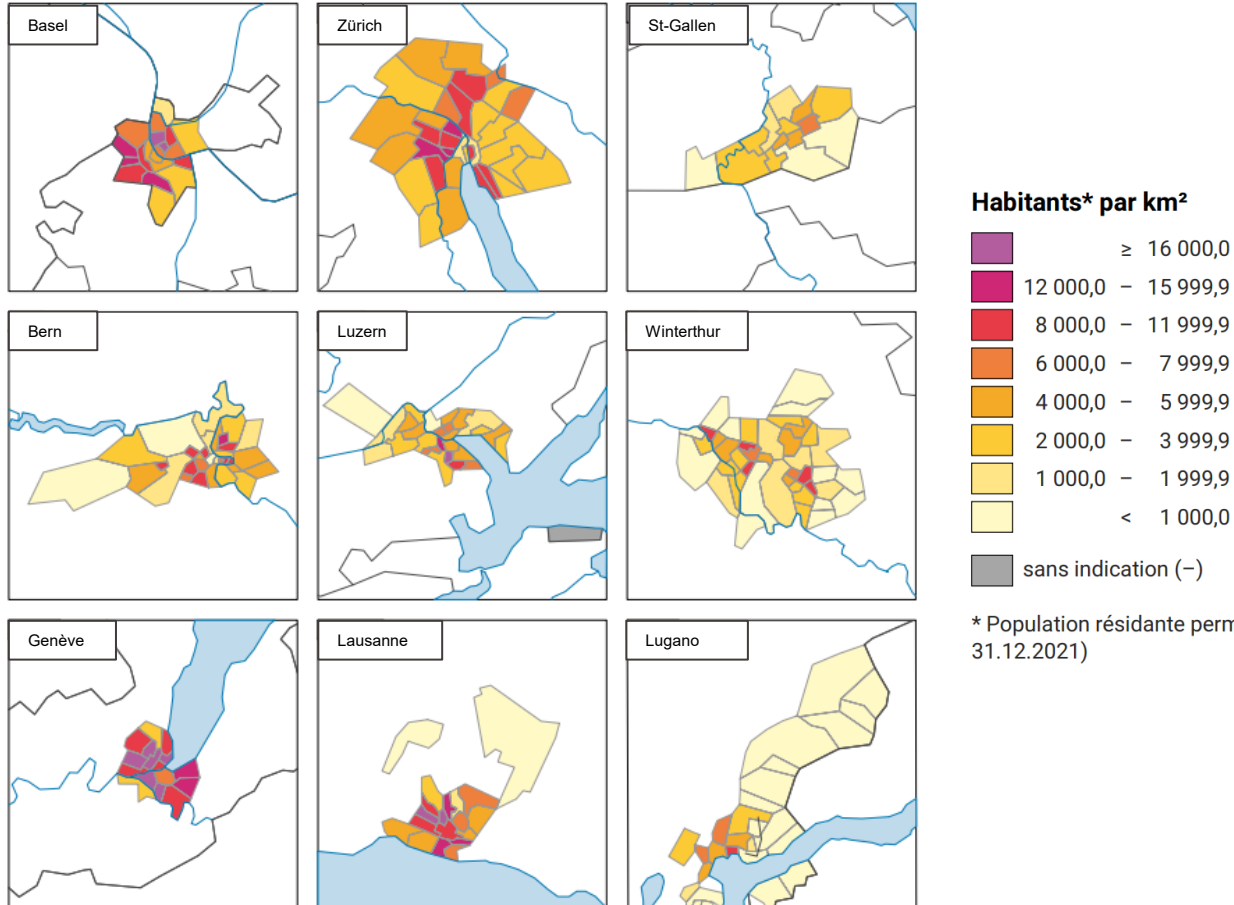 Basel
Zürich
St-Gallen
Bern
Luzern
Winterthur
Genève
Lausanne
Lugano
Habitants* par km²
≥ 16 000,0
12 000,0 – 15 999,9
8 000,0 – 11 999,9
6 000,0 – 7 999,9
4 000,0 – 5 999,9
2 000,0 – 3 999,9
1 000,0 – 1 999,9
< 1 000,0
sans indication (–)
* Population résidante perm
31.12.2021)